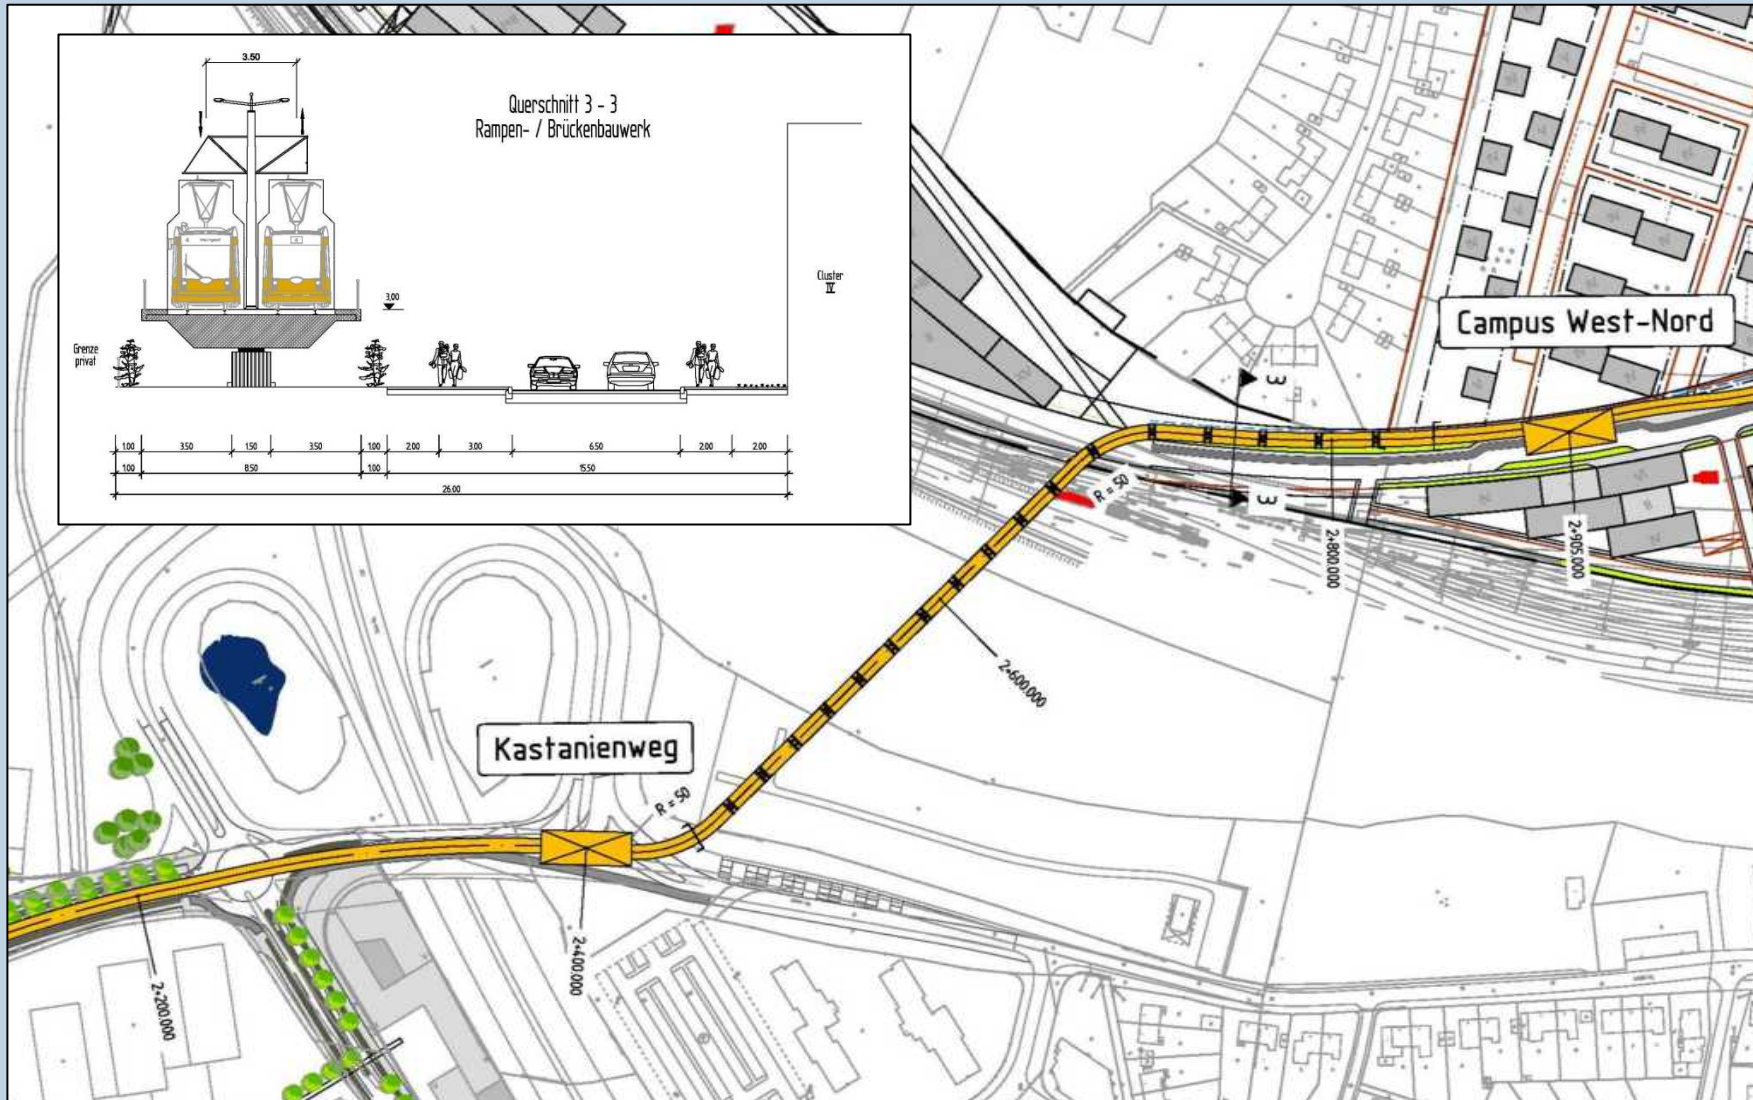 3.50
Querschnitt 3 - 3
Rampen- / Brückenbauwerk
Cluster
IV
3,00
Grenze
privat
1.00 3.50 1.50 3.50 1.00 2.00 3.00 6.50 2.00 2.00
1.00 8.50 1.00 15.50
26.00
Campus West-Nord
3
3
R = 50
2+800.000
2+905.000
2+600.000
Kastanienweg
R = 50
2+400.000
2+200.000